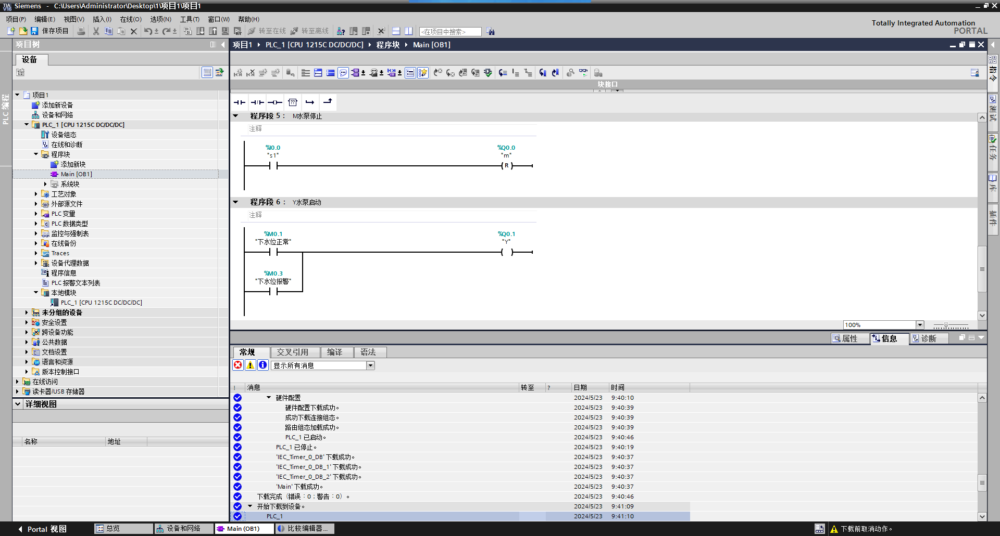 Siemens - C:\Users\Administrator\Desktop\1\项目1\项目1
项目(P) 编辑(E) 视图(V) 插入(I) 在线(O) 选项(N) 工具(T) 窗口(W) 帮助(H)
保存项目 转至在线 转至离线 <在项目中搜索>
Totally Integrated Automation
PORTAL
项目树
设备
PLC 编程
项目1
添加新设备
设备和网络
PLC_1 [CPU 1215C DC/DC/DC]
设备组态
在线和诊断
程序块
添加新块
Main [OB1]
系统块
工艺对象
外部源文件
PLC 变量
PLC 数据类型
监控与强制表
在线备份
Traces
设备代理数据
程序信息
PLC 报警文本列表
本地模块
PLC_1 [CPU 1215C DC/DC/DC]
未分组的设备
安全设置
跨设备功能
公共数据
文档设置
语言和资源
版本控制接口
在线访问
读卡器/USB 存储器
详细视图
名称 地址
项目1 PLC_1 [CPU 1215C DC/DC/DC] 程序块 Main [OB1]
块接口
程序段 5： M水泵停止
注释
%I0.0 %Q0.0
"s1" "m"
R
程序段 6： Y水泵启动
注释
%M0.1 %Q0.1
"下水位正常" "Y"
%M0.3
"下水位报警"
100%
属性 信息 诊断
常规 交叉引用 编译 语法
显示所有消息
! 消息 转至 ? 日期 时间
硬件配置 2024/5/23 9:40:10
硬件配置下载成功。 2024/5/23 9:40:39
成功下载连接组态。 2024/5/23 9:40:39
路由组态加载成功。 2024/5/23 9:40:39
PLC_1 已启动。 2024/5/23 9:40:46
PLC_1 已停止。 2024/5/23 9:40:19
'IEC_Timer_0_DB' 下载成功。 2024/5/23 9:40:37
'IEC_Timer_0_DB_1' 下载成功。 2024/5/23 9:40:37
'IEC_Timer_0_DB_2' 下载成功。 2024/5/23 9:40:37
'Main' 下载成功。 2024/5/23 9:40:37
下载完成（错误：0；警告：0）。 2024/5/23 9:40:46
开始下载到设备。 2024/5/23 9:41:09
PLC_1 2024/5/23 9:41:10
测试
任务
库
插件
Portal 视图 总览 设备和网络 Main (OB1) 比较编辑器... 下载前取消动作。